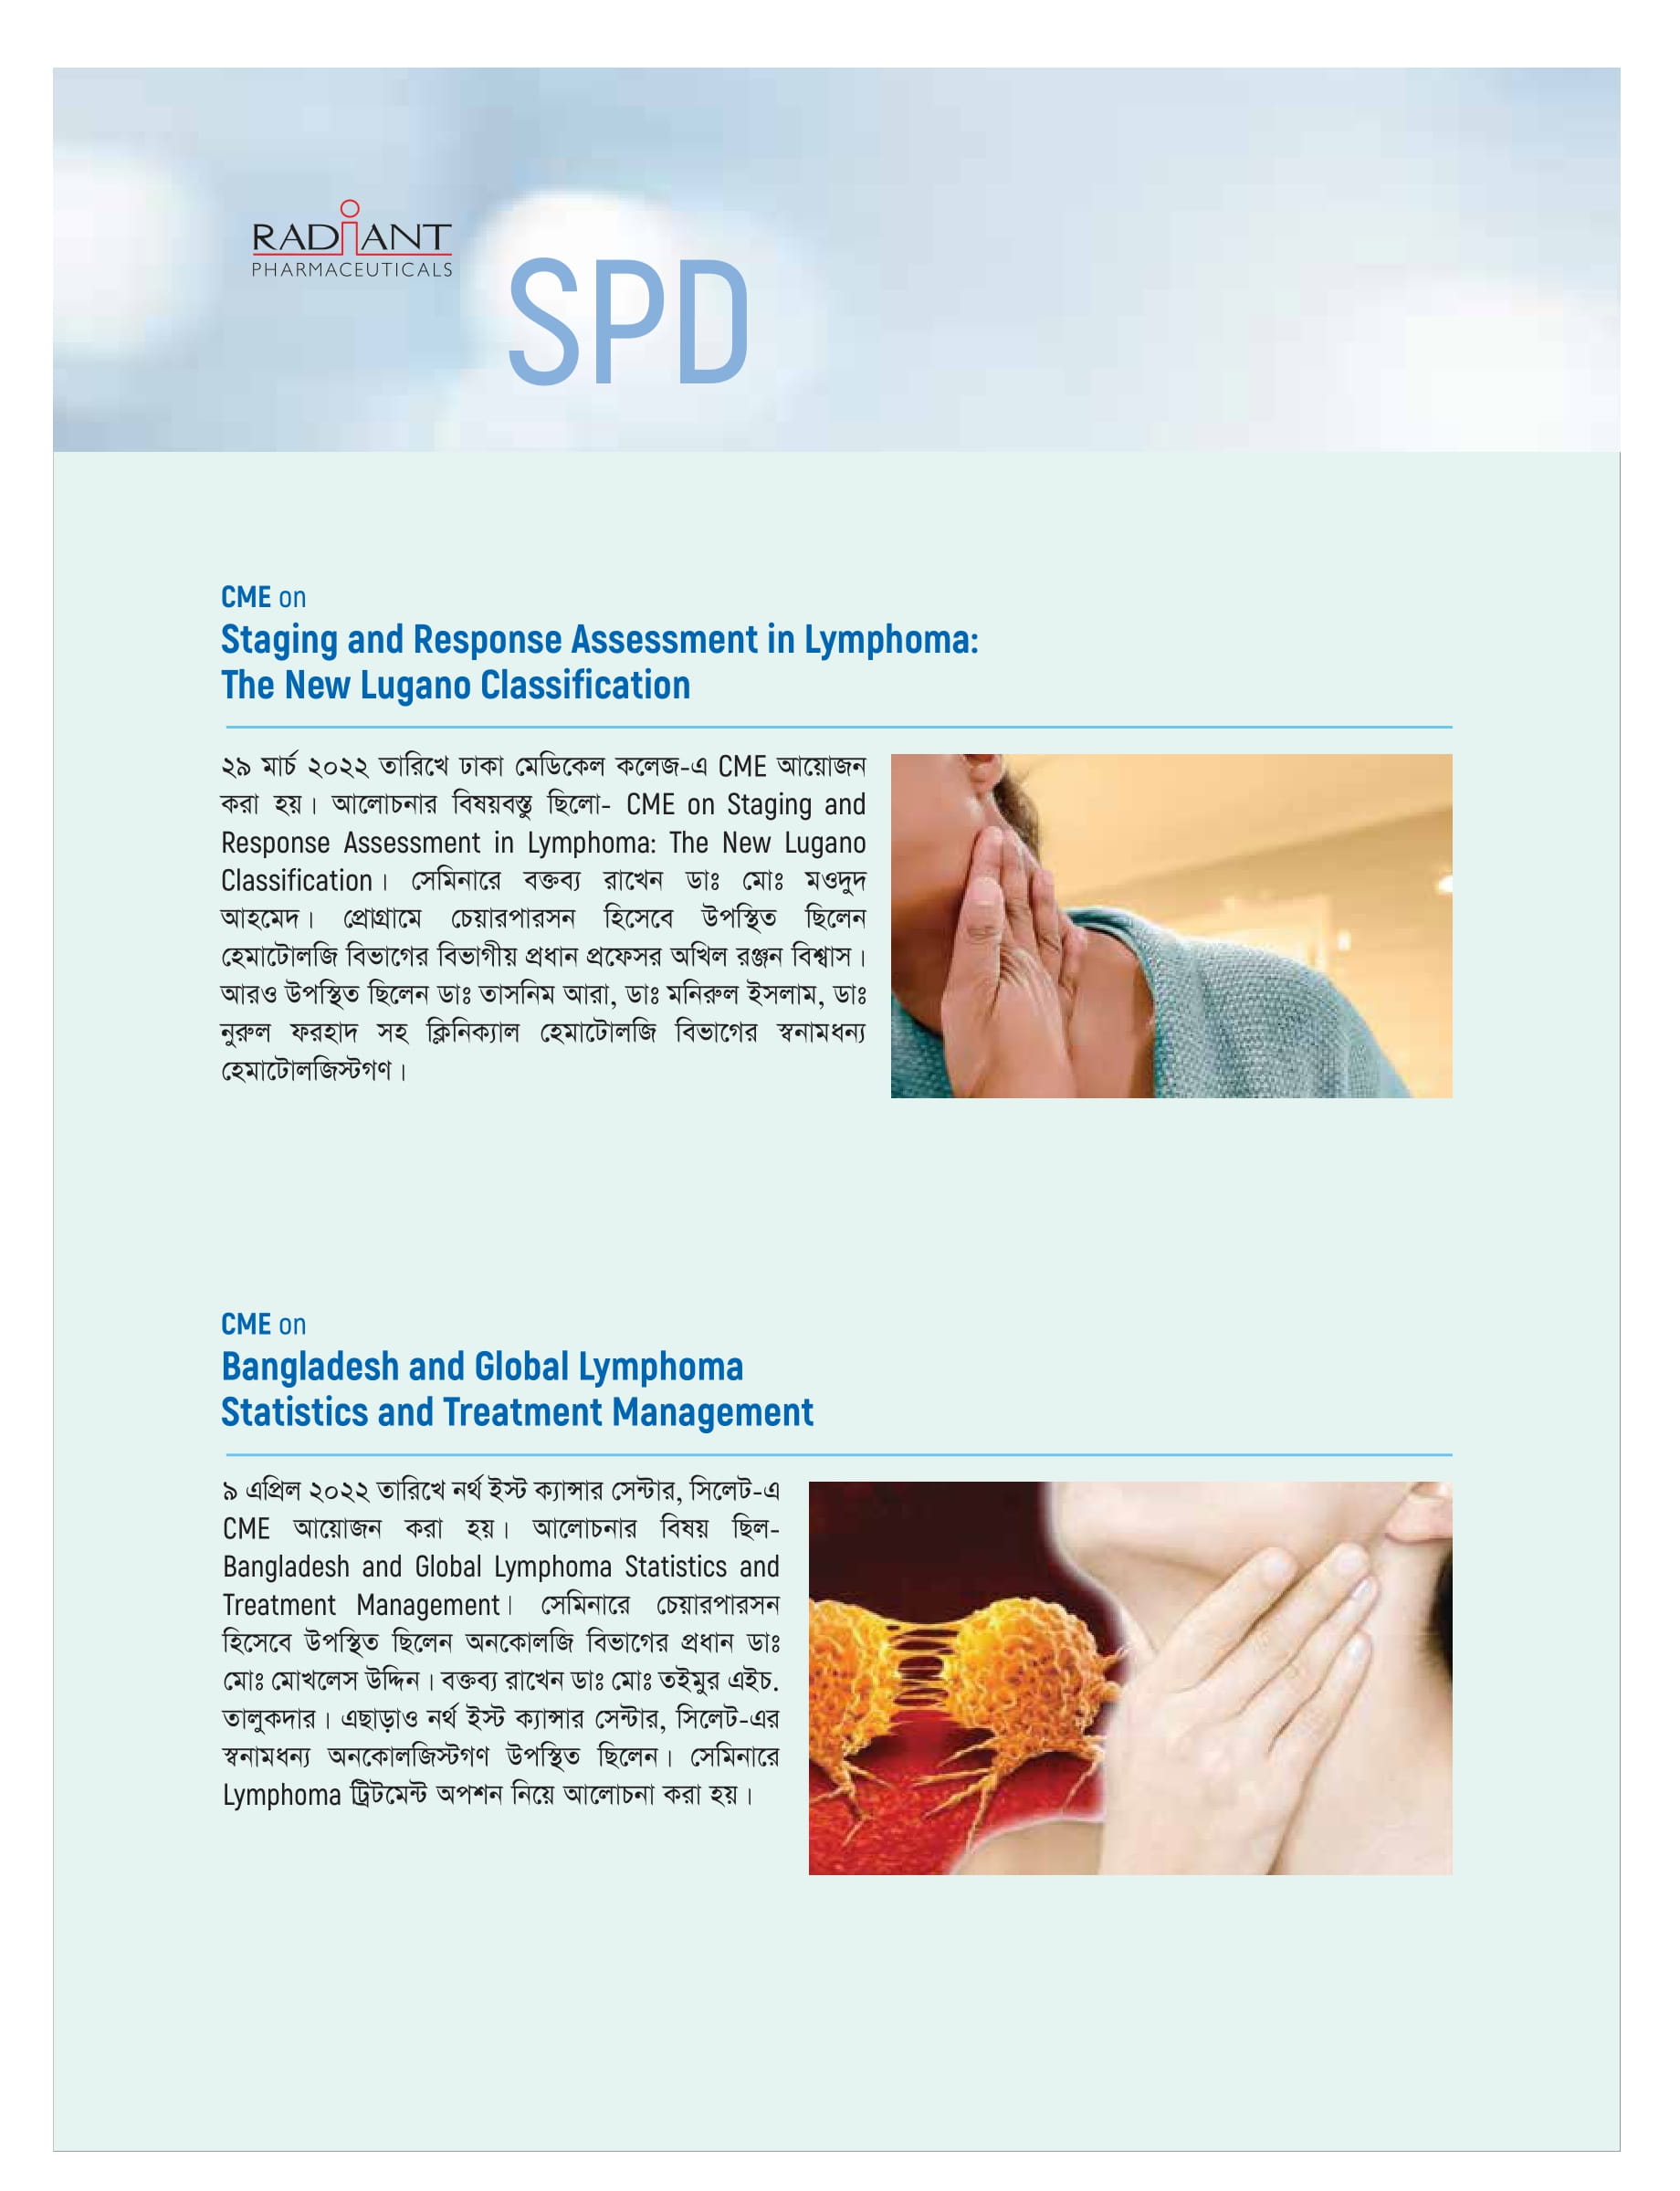 RADiANT
PHARMACEUTICALS
SPD
CME on
Staging and Response Assessment in Lymphoma:
The New Lugano Classification
২৯ মার্চ ২০২২ তারিখে ঢাকা মেডিকেল কলেজ-এ CME আয়োজন
করা হয়। আলোচনার বিষয়বস্তু ছিলো- CME on Staging and
Response Assessment in Lymphoma: The New Lugano
Classification। সেমিনারে বক্তব্য রাখেন ডাঃ মোঃ মওদুদ
আহমেদ। প্রোগ্রামে চেয়ারপারসন হিসেবে উপস্থিত ছিলেন
হেমাটোলজি বিভাগের বিভাগীয় প্রধান প্রফেসর অখিল রঞ্জন বিশ্বাস।
আরও উপস্থিত ছিলেন ডাঃ তাসনিম আরা, ডাঃ মনিরুল ইসলাম, ডাঃ
নুরুল ফরহাদ সহ ক্লিনিক্যাল হেমাটোলজি বিভাগের স্বনামধন্য
হেমাটোলজিস্টগণ।
CME on
Bangladesh and Global Lymphoma
Statistics and Treatment Management
৯ এপ্রিল ২০২২ তারিখে নর্থ ইস্ট ক্যান্সার সেন্টার, সিলেট-এ
CME আয়োজন করা হয়। আলোচনার বিষয় ছিল-
Bangladesh and Global Lymphoma Statistics and
Treatment Management। সেমিনারে চেয়ারপারসন
হিসেবে উপস্থিত ছিলেন অনকোলজি বিভাগের প্রধান ডাঃ
মোঃ মোখলেস উদ্দিন। বক্তব্য রাখেন ডাঃ মোঃ তইমুর এইচ.
তালুকদার। এছাড়াও নর্থ ইস্ট ক্যান্সার সেন্টার, সিলেট-এর
স্বনামধন্য অনকোলজিস্টগণ উপস্থিত ছিলেন। সেমিনারে
Lymphoma ট্রিটমেন্ট অপশন নিয়ে আলোচনা করা হয়।